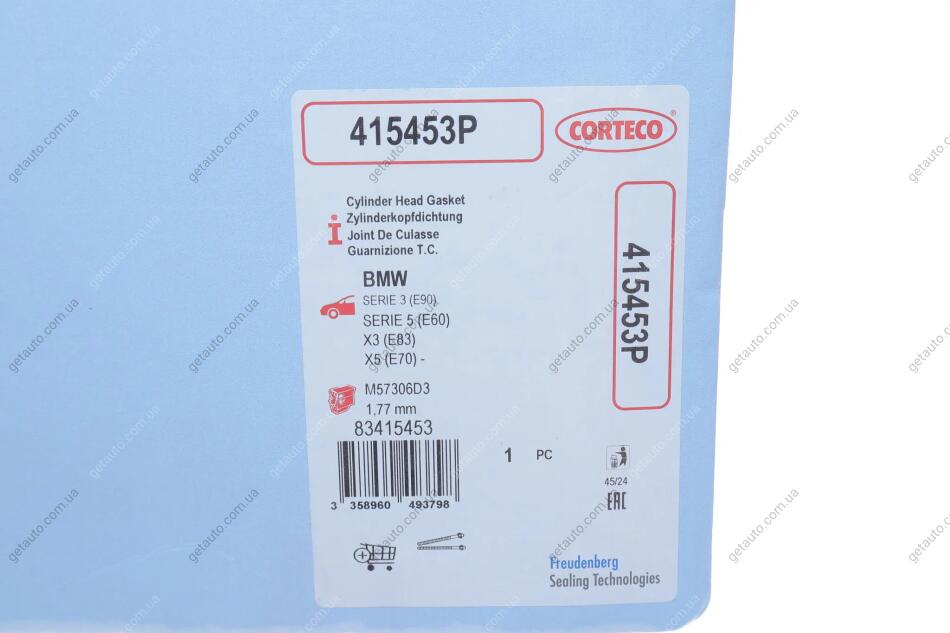 415453P
CORTECO®
Cylinder Head Gasket
Zylinderkopfdichtung
Joint De Culasse
Guarnizione T.C.
415453P
BMW
SERIE 3 (E90)
SERIE 5 (E60)
X3 (E83)
X5 (E70) -
M57306D3
1,77 mm
83415453
3 358960 493798
1 PC
45/24
EAC
Freudenberg
Sealing Technologies
getauto.com.ua